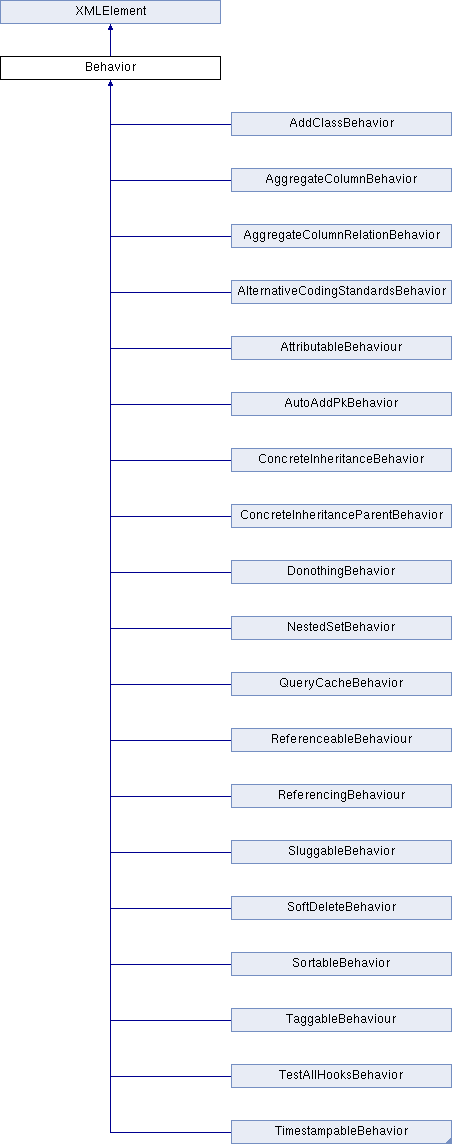 XMLElement
Behavior
AddClassBehavior
AggregateColumnBehavior
AggregateColumnRelationBehavior
AlternativeCodingStandardsBehavior
AttributableBehaviour
AutoAddPkBehavior
ConcreteInheritanceBehavior
ConcreteInheritanceParentBehavior
DonothingBehavior
NestedSetBehavior
QueryCacheBehavior
ReferenceableBehaviour
ReferencingBehaviour
SluggableBehavior
SoftDeleteBehavior
SortableBehavior
TaggableBehaviour
TestAllHooksBehavior
TimestampableBehavior